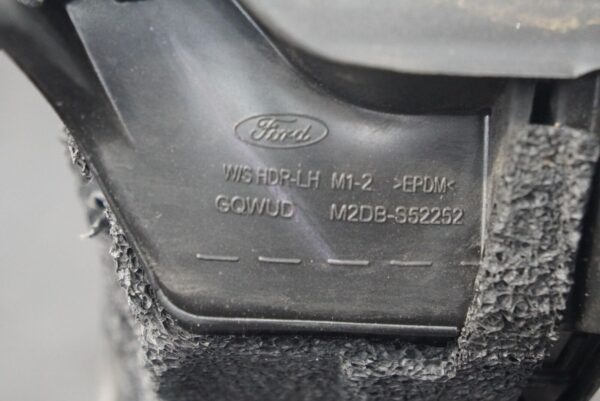 Ford
W/S HDR-LH M1-2 >EPDM<
GQWUD M2DB-S52252